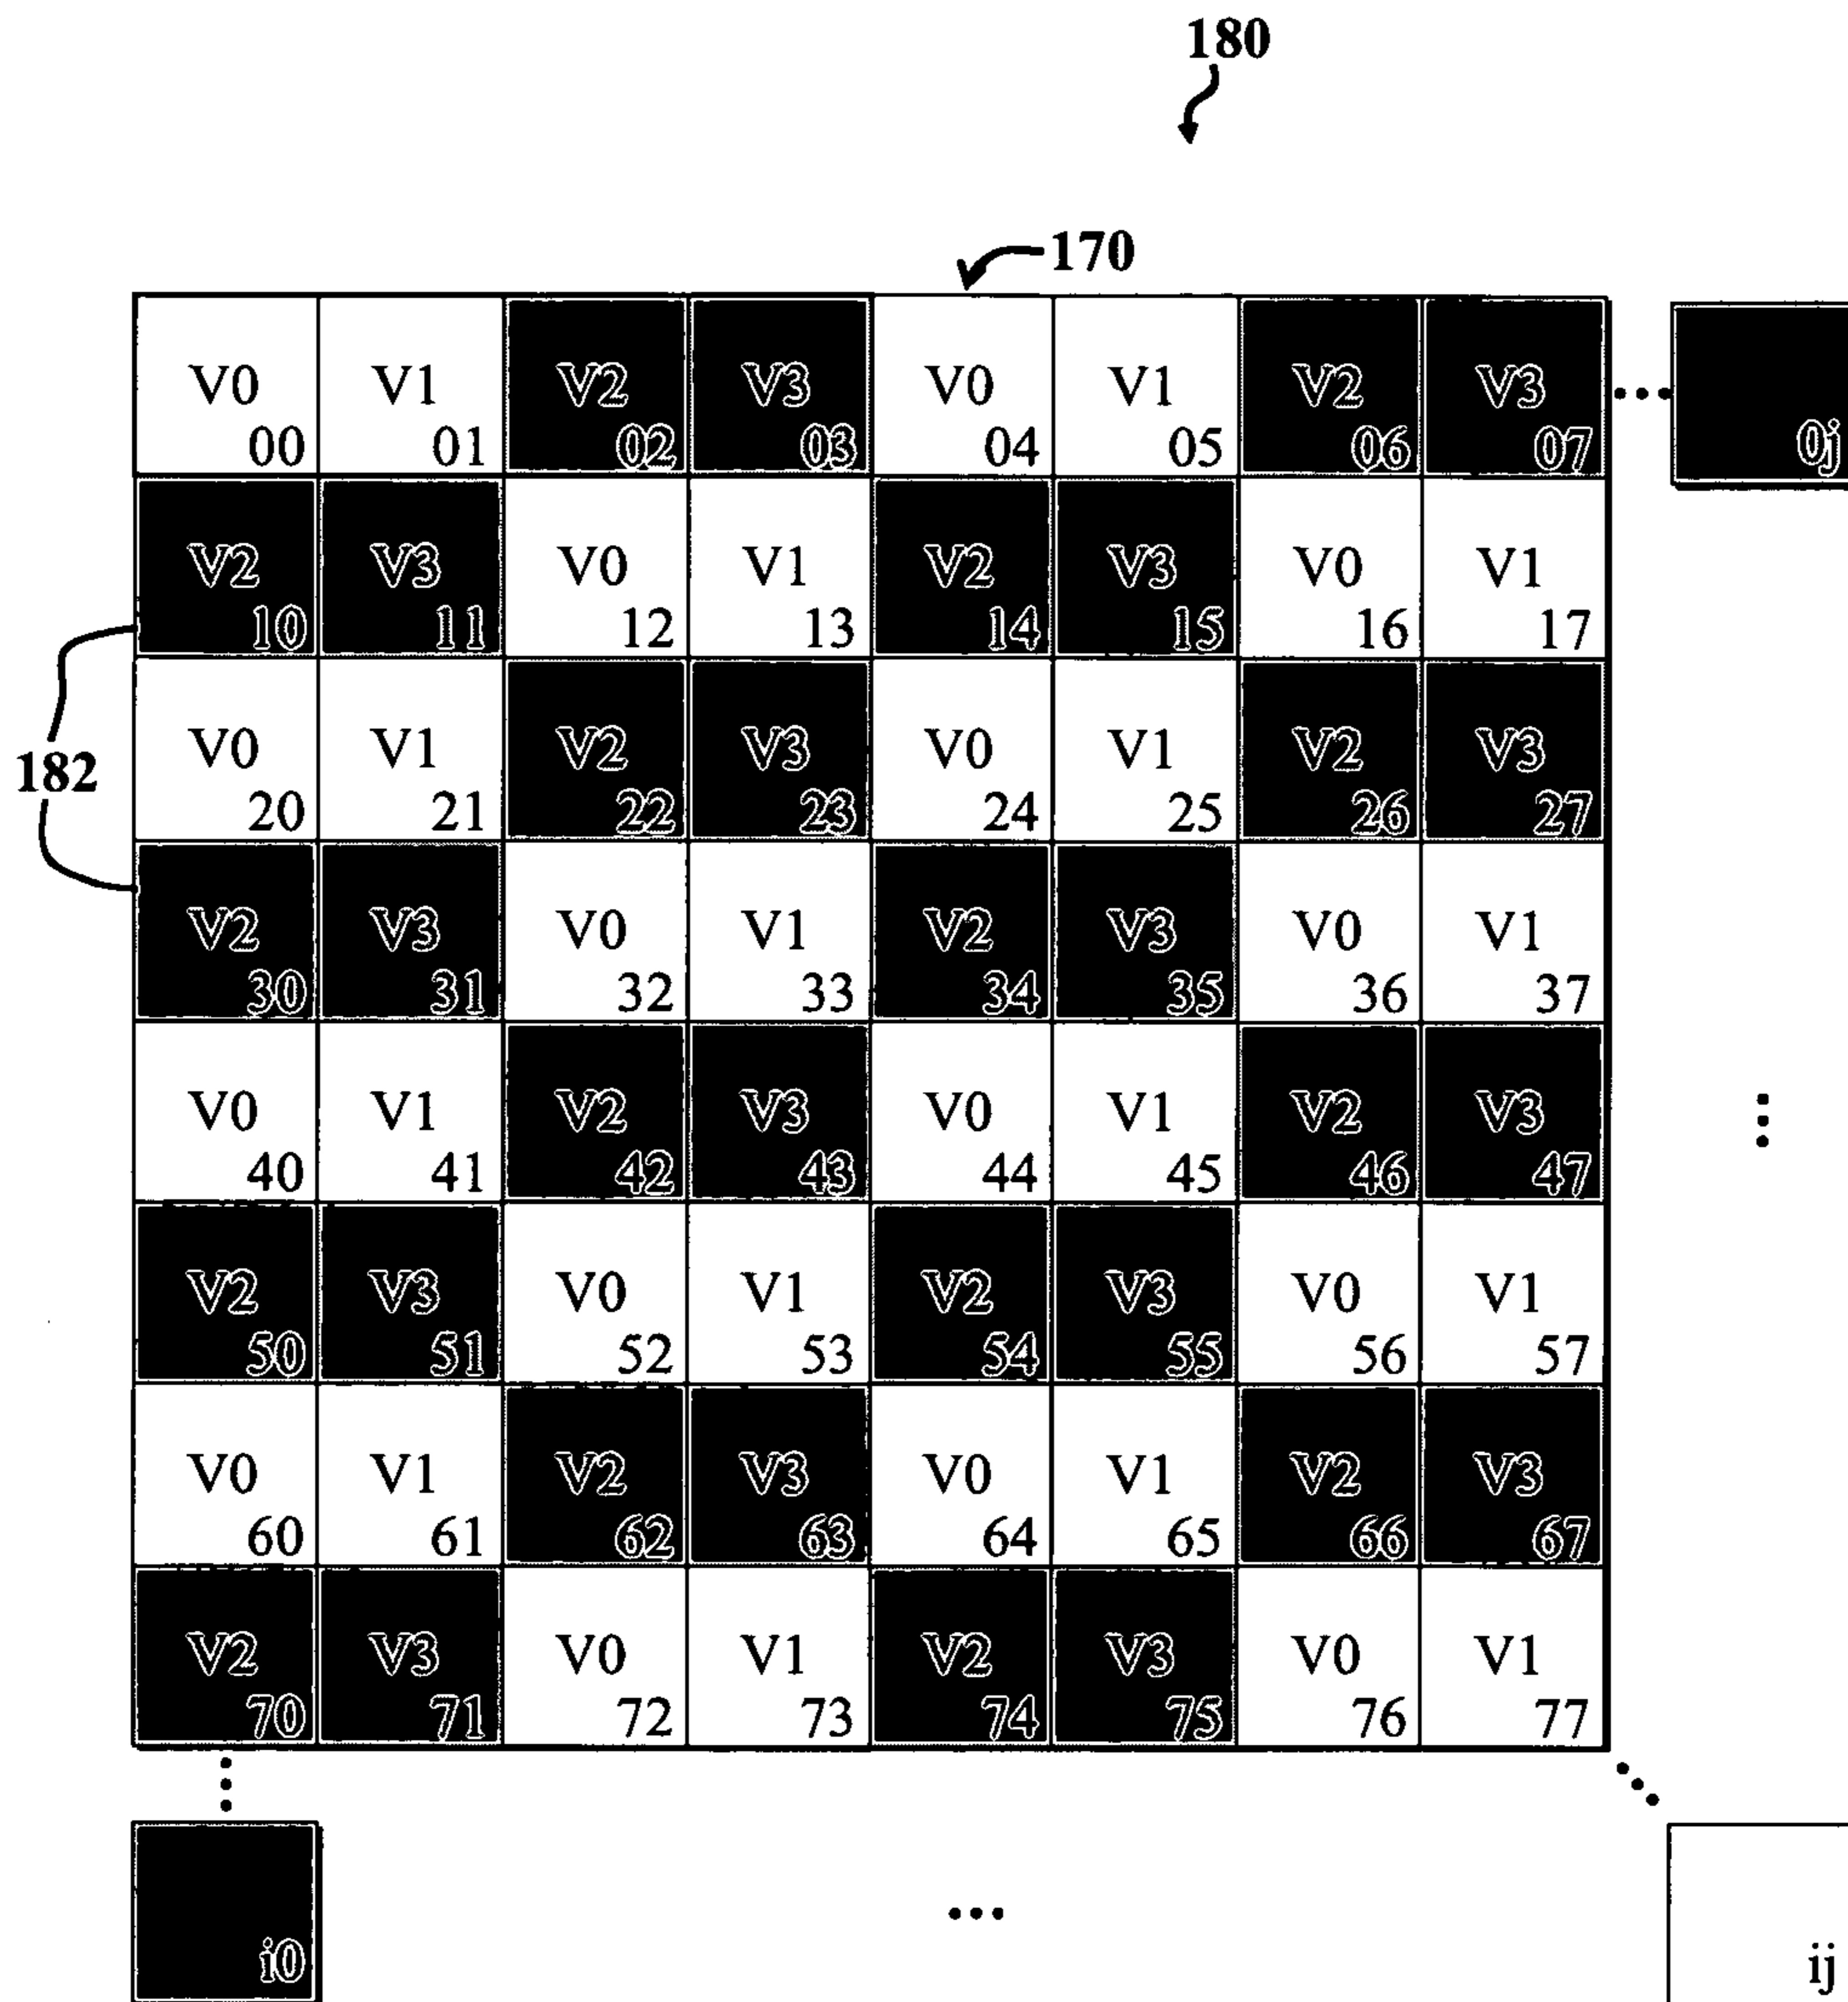 180
170
V0 V1 V2 V3 V0 V1 V2 V3
00 01 02 03 04 05 06 07 0j
V2 V3 V0 V1 V2 V3 V0 V1
10 11 12 13 14 15 16 17
V0 V1 V2 V3 V0 V1 V2 V3
182
20 21 22 23 24 25 26 27
V2 V3 V0 V1 V2 V3 V0 V1
30 31 32 33 34 35 36 37
V0 V1 V2 V3 V0 V1 V2 V3
40 41 42 43 44 45 46 47
V2 V3 V0 V1 V2 V3 V0 V1
50 51 52 53 54 55 56 57
V0 V1 V2 V3 V0 V1 V2 V3
60 61 62 63 64 65 66 67
V2 V3 V0 V1 V2 V3 V0 V1
70 71 72 73 74 75 76 77
i0 ij